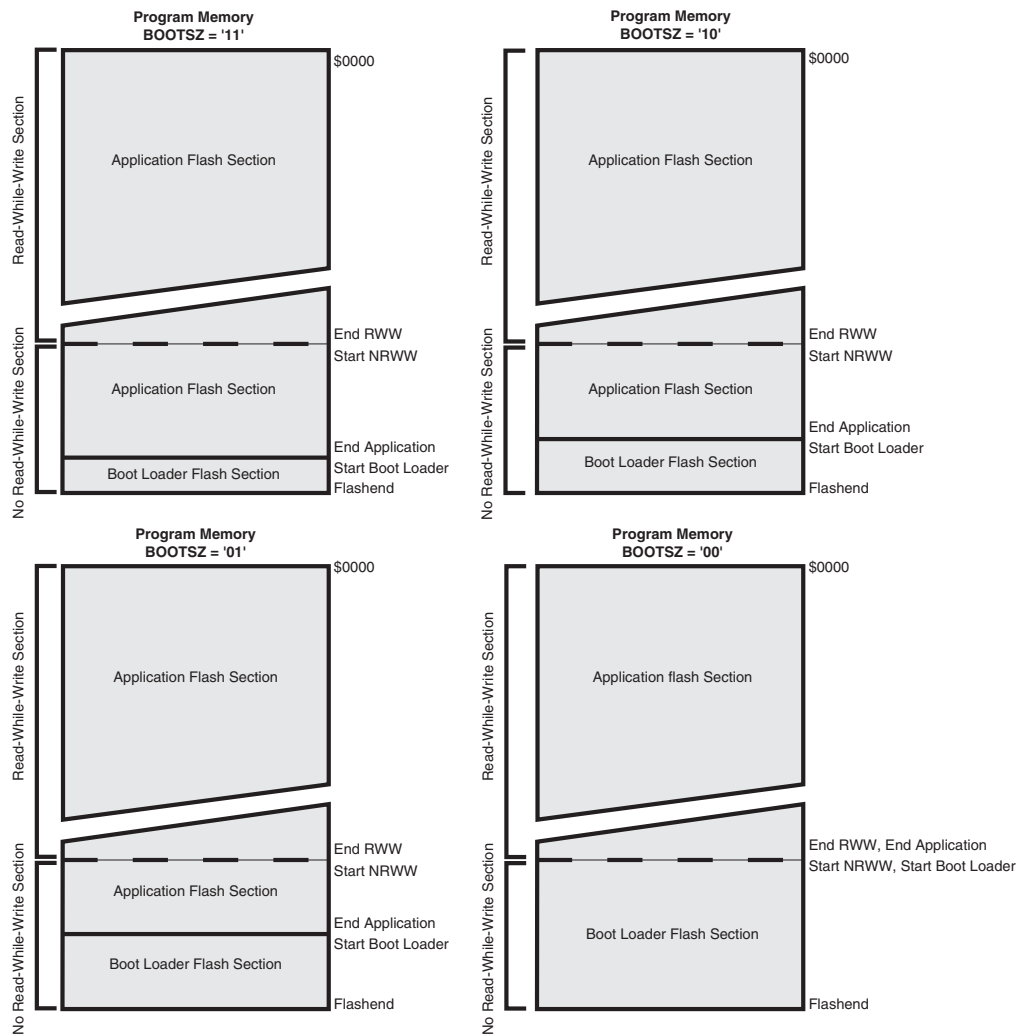 Program Memory
BOOTSZ = '11'
$0000
Read-While-Write Section
Application Flash Section
End RWW
Start NRWW
No Read-While-Write Section
Application Flash Section
End Application
Start Boot Loader
Boot Loader Flash Section
Flashend
Program Memory
BOOTSZ = '10'
$0000
Read-While-Write Section
Application Flash Section
End RWW
Start NRWW
No Read-While-Write Section
Application Flash Section
End Application
Start Boot Loader
Boot Loader Flash Section
Flashend
Program Memory
BOOTSZ = '01'
$0000
Read-While-Write Section
Application Flash Section
End RWW
Start NRWW
No Read-While-Write Section
Application Flash Section
End Application
Start Boot Loader
Boot Loader Flash Section
Flashend
Program Memory
BOOTSZ = '00'
$0000
Read-While-Write Section
Application flash Section
End RWW, End Application
Start NRWW, Start Boot Loader
No Read-While-Write Section
Boot Loader Flash Section
Flashend